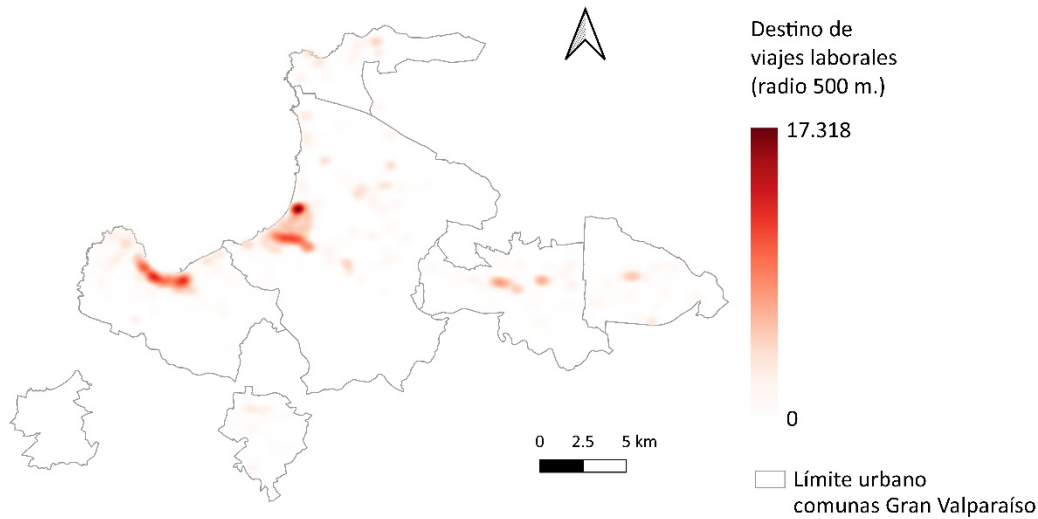 Destino de
viajes laborales
(radio 500 m.)
17.318
0
0 2.5 5 km
Límite urbano
comunas Gran Valparaíso